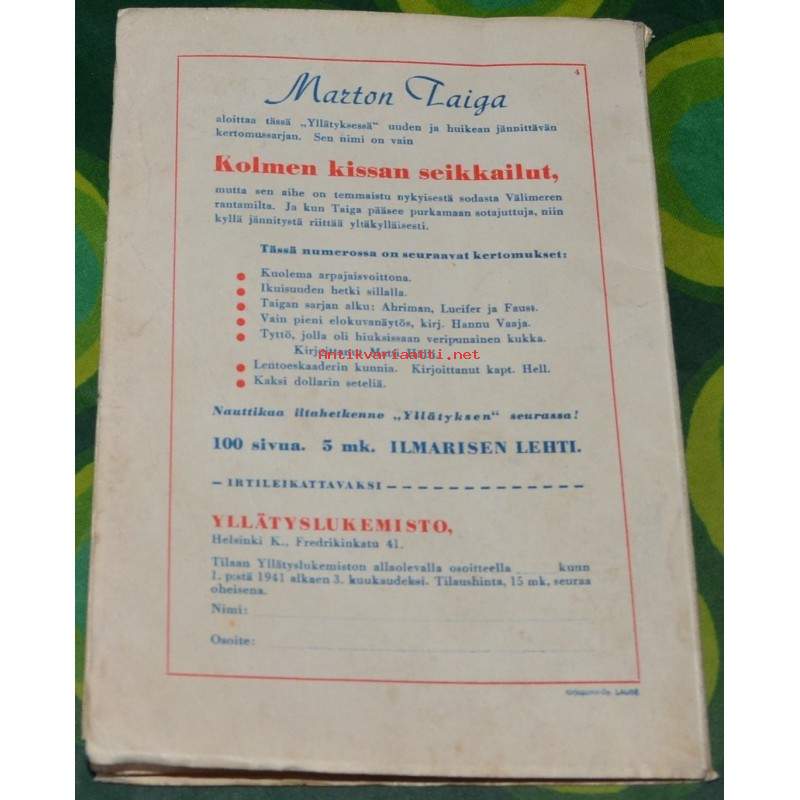 4
Marton Taiga
aloittaa tässä „Yllätyksessä" uuden ja huikean jännittävän
kertomussarjan. Sen nimi on vain
Kolmen kissan seikkailut,
mutta sen aihe on temmaistu nykyisestä sodasta Välimeren
rantamilta. Ja kun Taiga pääsee purkamaan sotajuttuja, niin
kyllä jännitystä riittää yltäkylläisesti.
Tässä numerossa on seuraavat kertomukset:
Kuolema arpajaisvoittona.
Ikuisuuden hetki sillalla.
Taigan sarjan alku: Ahriman, Lucifer ja Faust.
Vain pieni elokuvanäytös, kirj. Hannu Vaaja.
Tyttö, jolla oli hiuksissaan veripunainen kukka.
Kirjoittanut
Antikvariaatti.net
Lentoeskaaderin kunnia. Kirjoittanut kapt. Hell.
Kaksi dollarin seteliä.
Nauttikaa iltahetkenne „Yllätyksen" seurassa!
100 sivua. 5 mk. ILMARISEN LEHTI.
— IRTILEIKATTAVAKSI — — — — — — — — — — — — —
YLLÄTYSLUKEMISTO,
Helsinki K., Fredrikinkatu 41.
Tilaan Yllätyslukemiston allaolevalla osoitteella ____ kuun
1. p:stä 1941 alkaen 3. kuukaudeksi. Tilaushinta, 15 mk, seuraa
oheisena.
Nimi:
Osoite:
LAUSE